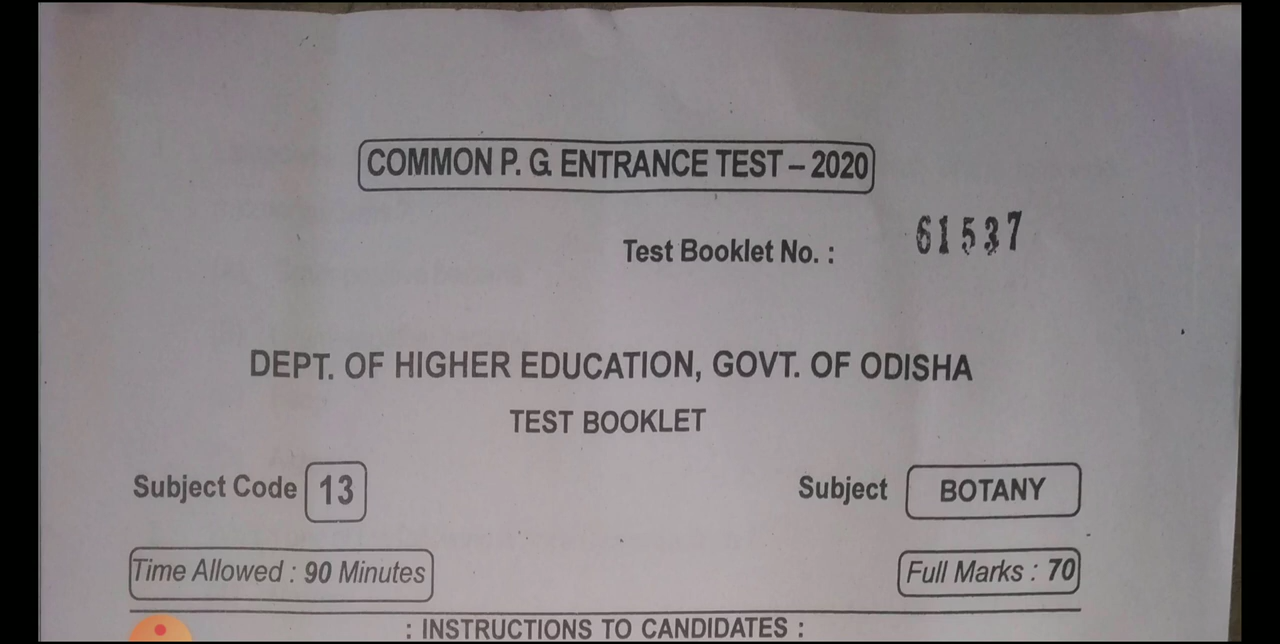 COMMON P. G. ENTRANCE TEST – 2020
Test Booklet No. : 61537
DEPT. OF HIGHER EDUCATION, GOVT. OF ODISHA
TEST BOOKLET
Subject Code 13 Subject BOTANY
Time Allowed : 90 Minutes Full Marks : 70
: INSTRUCTIONS TO CANDIDATES :